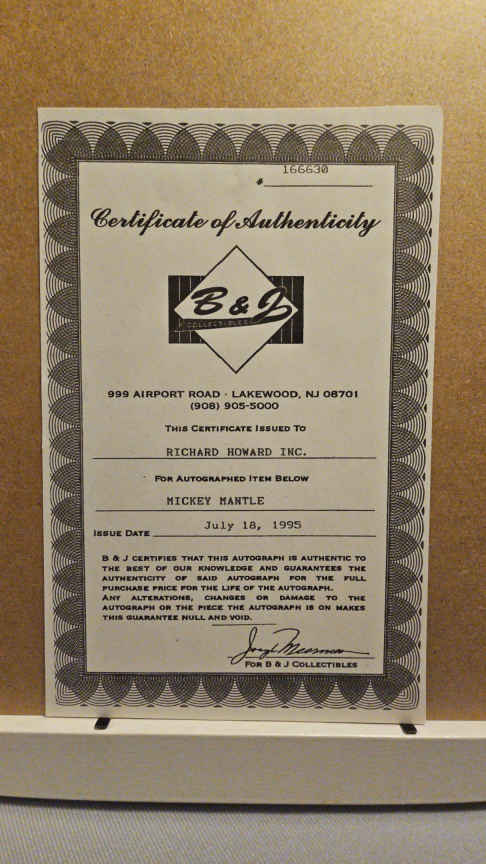 166630
#
Certificate of Authenticity
B & J
COLLECTIBLES
999 AIRPORT ROAD · LAKEWOOD, NJ 08701
(908) 905-5000
THIS CERTIFICATE ISSUED TO
RICHARD HOWARD INC.
FOR AUTOGRAPHED ITEM BELOW
MICKEY MANTLE
ISSUE DATE July 18, 1995
B & J CERTIFIES THAT THIS AUTOGRAPH IS AUTHENTIC TO
THE BEST OF OUR KNOWLEDGE AND GUARANTEES THE
AUTHENTICITY OF SAID AUTOGRAPH FOR THE FULL
PURCHASE PRICE FOR THE LIFE OF THE AUTOGRAPH.
ANY ALTERATIONS, CHANGES OR DAMAGE TO THE
AUTOGRAPH OR THE PIECE THE AUTOGRAPH IS ON MAKES
THIS GUARANTEE NULL AND VOID.
FOR B & J COLLECTIBLES